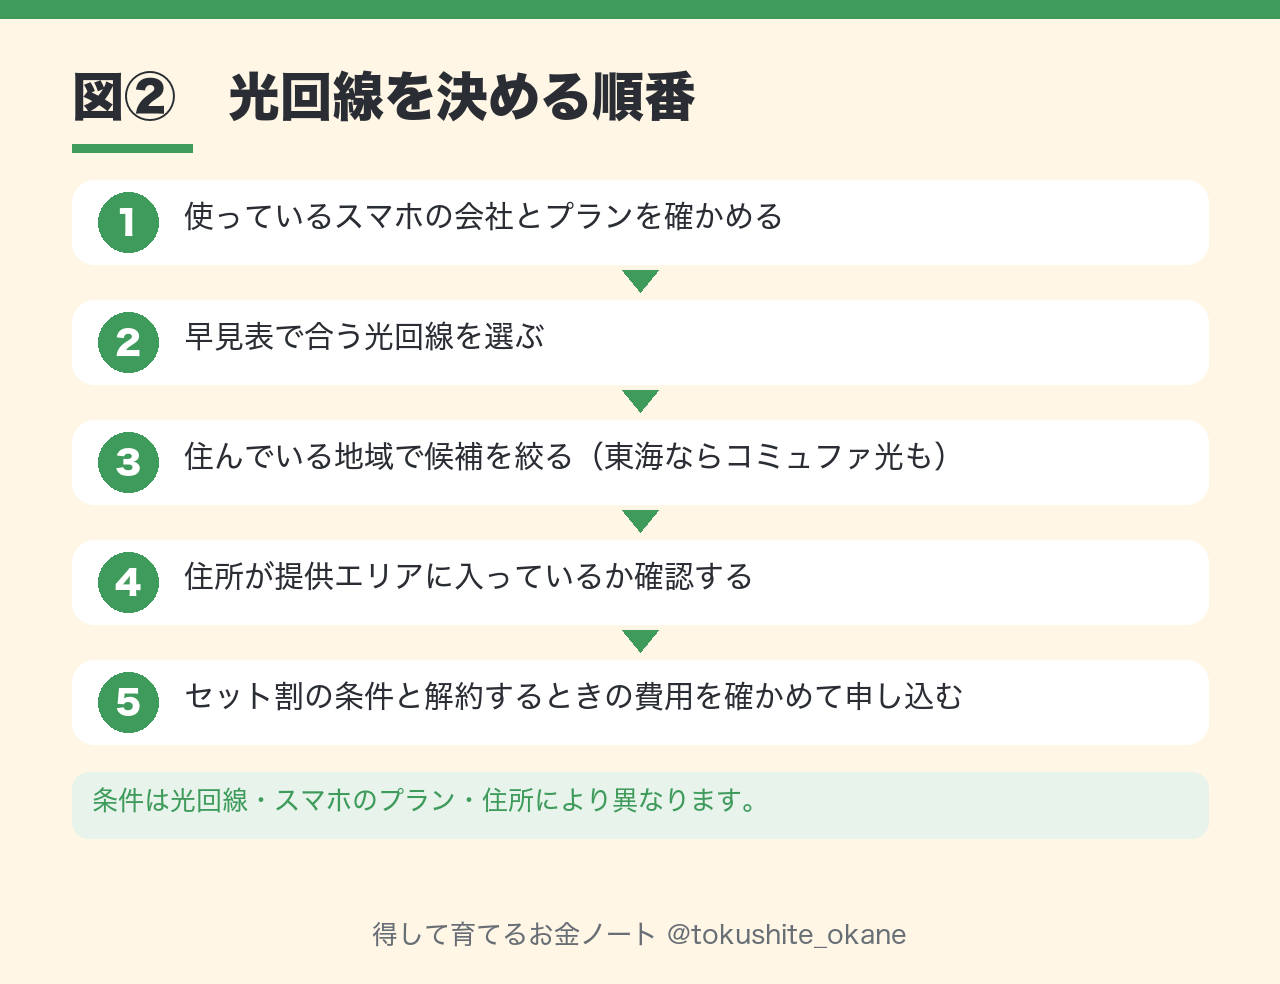 図② 光回線を決める順番
1 使っているスマホの会社とプランを確かめる
2 早見表で合う光回線を選ぶ
3 住んでいる地域で候補を絞る（東海ならコミュファ光も）
4 住所が提供エリアに入っているか確認する
5 セット割の条件と解約するときの費用を確かめて申し込む
条件は光回線・スマホのプラン・住所により異なります。
得して育てるお金ノート @tokushite_okane